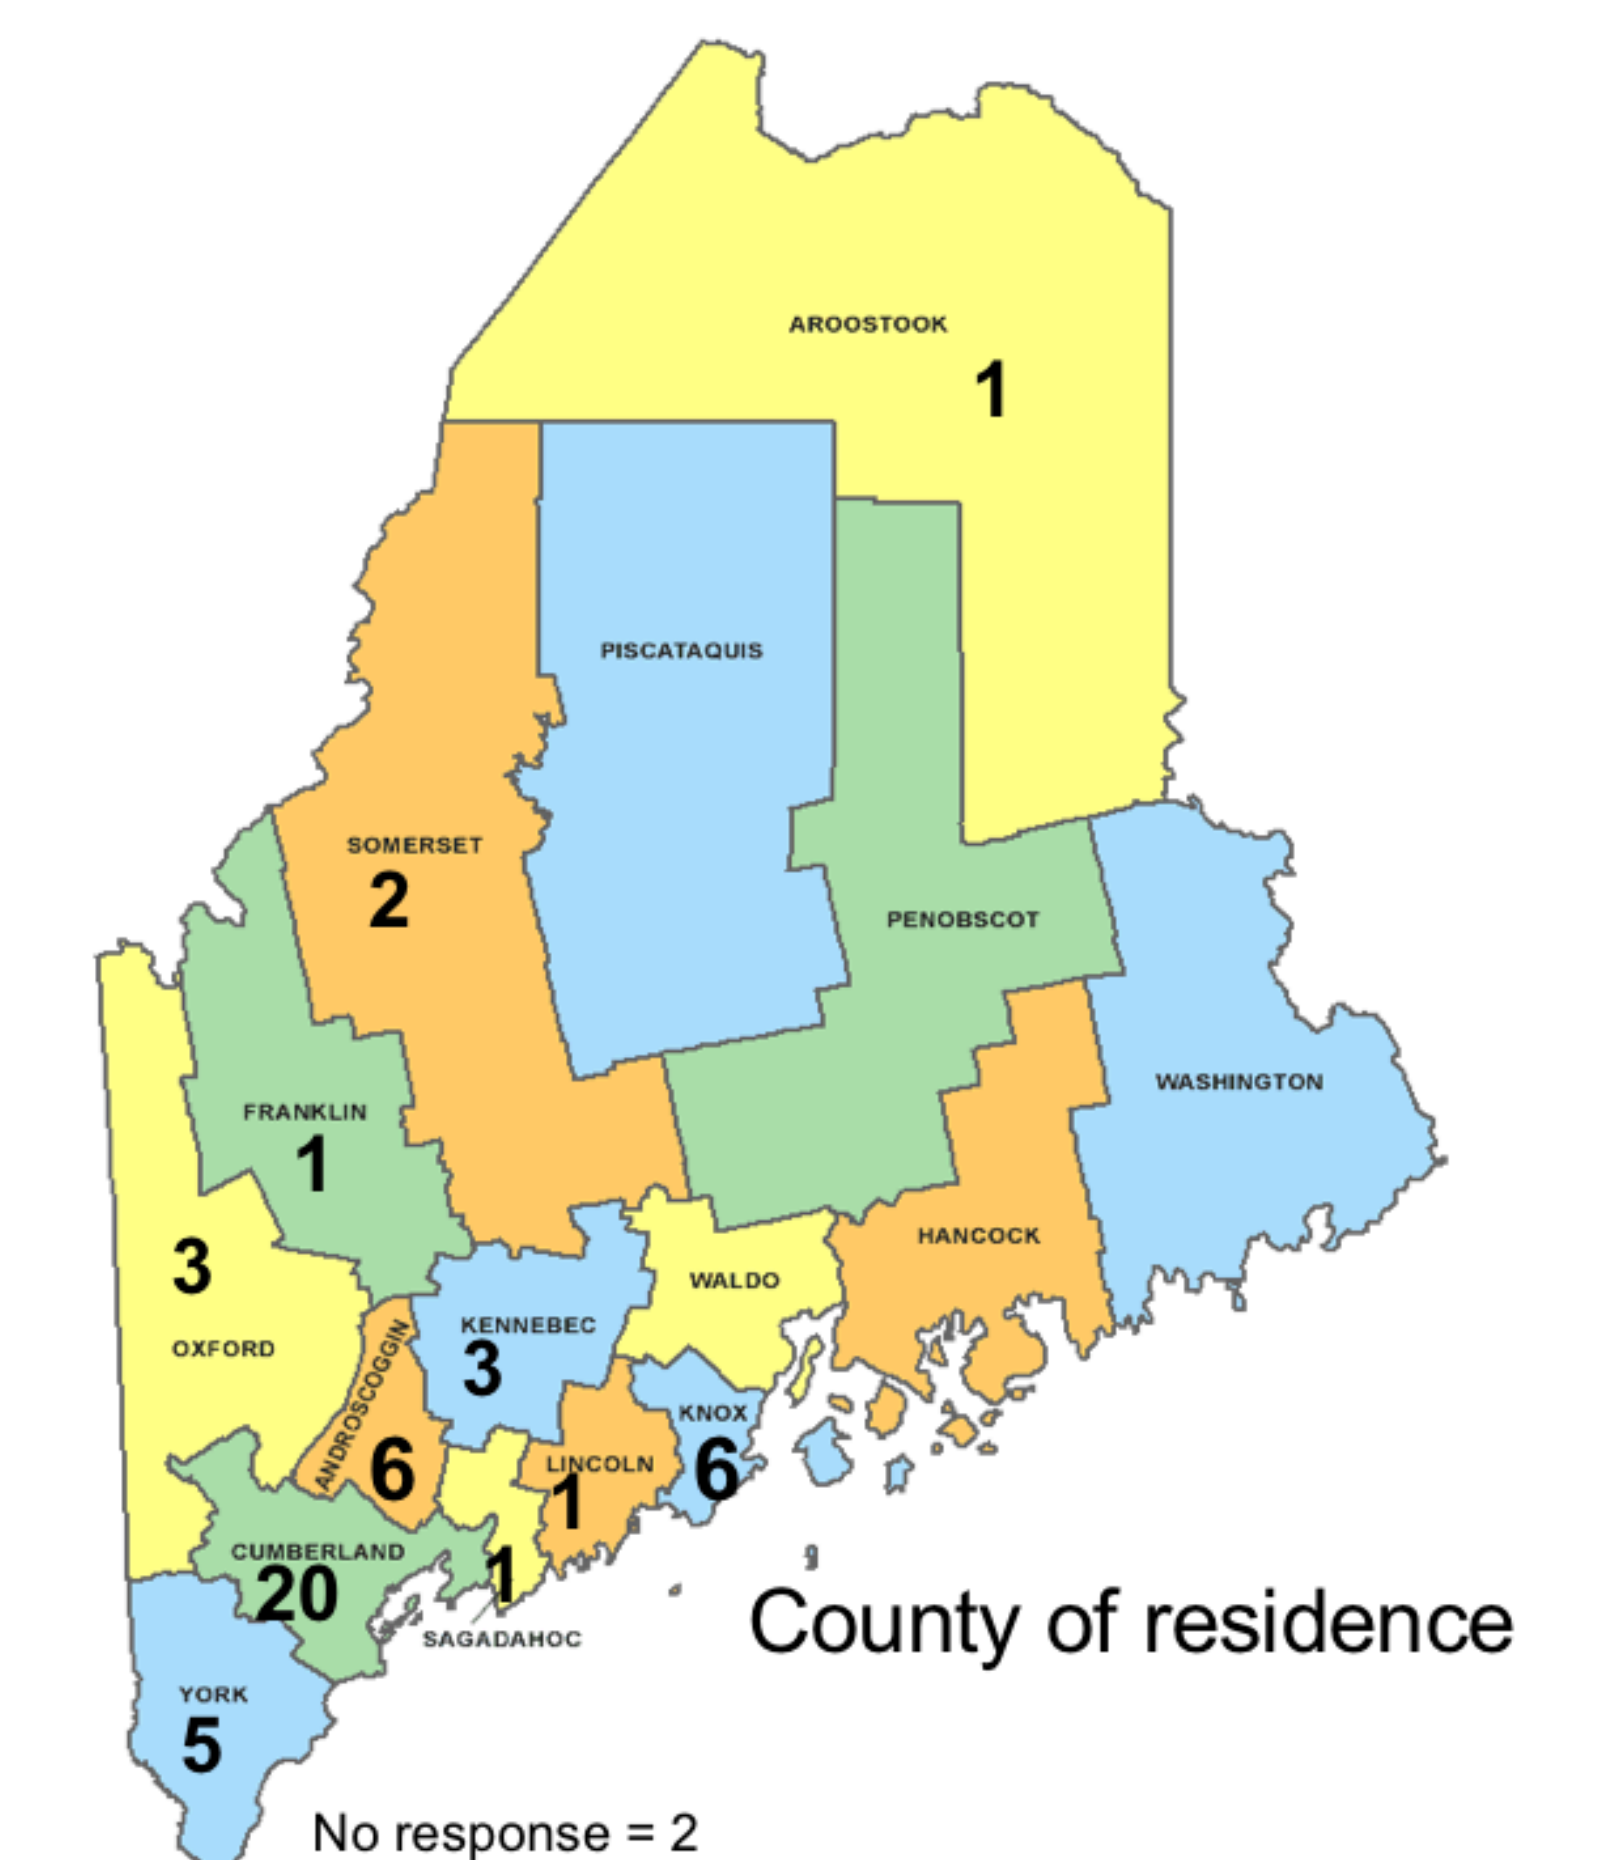 AROOSTOOK
1
PISCATAQUIS
SOMERSET
2
PENOBSCOT
WASHINGTON
FRANKLIN
1
HANCOCK
3
OXFORD
WALDO
KENNEBEC
3
ANDROSCOGGIN
6
KNOX
6
LINCOLN
1
CUMBERLAND
20
1
SAGADAHOC
County of residence
YORK
5
No response = 2